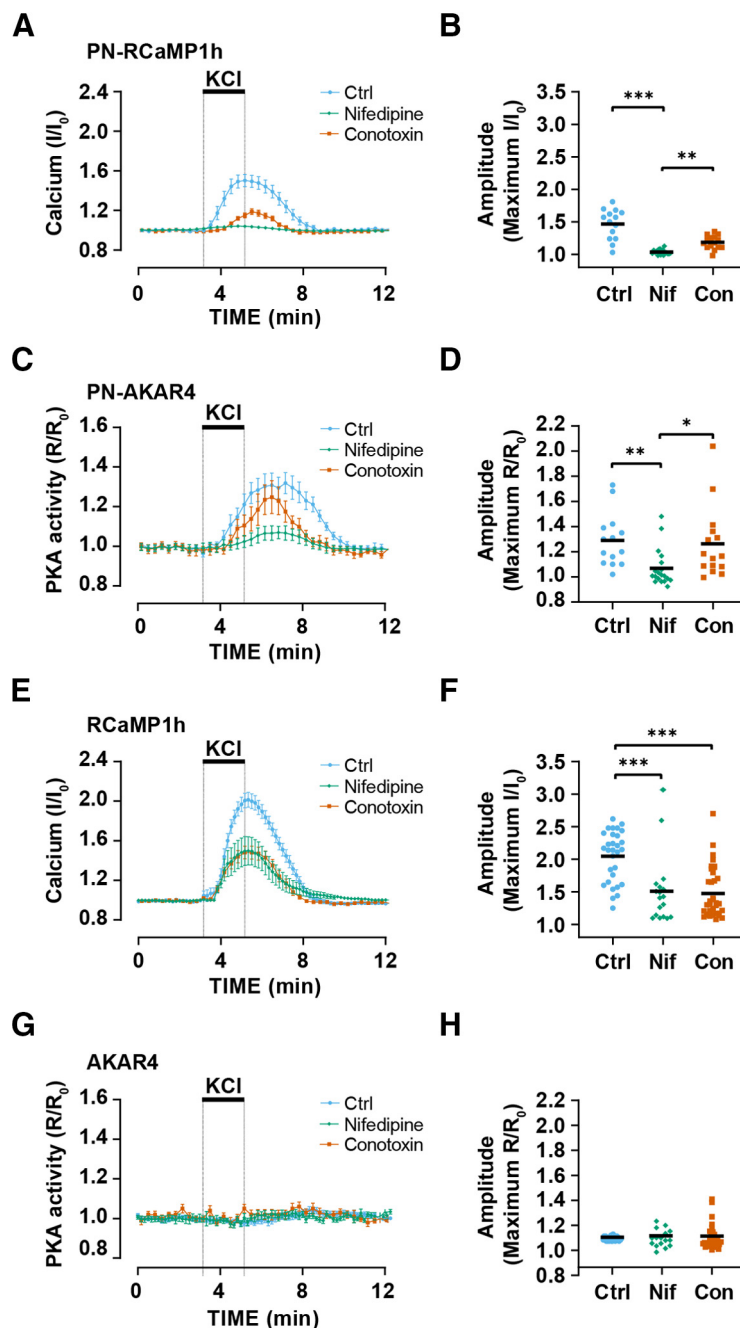 A
PN-RCaMP1h
KCl
Calcium (I/I0)
2.4
2.0
1.6
1.2
0.8
Ctrl
Nifedipine
Conotoxin
0 4 8 12
TIME (min)
B
Amplitude
(Maximum I/I0)
3.5
3.0
2.5
2.0
1.5
1.0
***
**
Ctrl Nif Con
C
PN-AKAR4
KCl
PKA activity (R/R0)
1.6
1.4
1.2
1.0
0.8
Ctrl
Nifedipine
Conotoxin
0 4 8 12
TIME (min)
D
Amplitude
(Maximum R/R0)
2.2
2.0
1.8
1.6
1.4
1.2
1.0
0.8
**
*
Ctrl Nif Con
E
RCaMP1h
KCl
Calcium (I/I0)
2.4
2.0
1.6
1.2
0.8
Ctrl
Nifedipine
Conotoxin
0 4 8 12
TIME (min)
F
Amplitude
(Maximum I/I0)
3.5
3.0
2.5
2.0
1.5
1.0
***
***
Ctrl Nif Con
G
AKAR4
KCl
PKA activity (R/R0)
1.6
1.4
1.2
1.0
0.8
Ctrl
Nifedipine
Conotoxin
0 4 8 12
TIME (min)
H
Amplitude
(Maximum R/R0)
2.2
2.0
1.8
1.6
1.4
1.2
1.0
0.8
Ctrl Nif Con